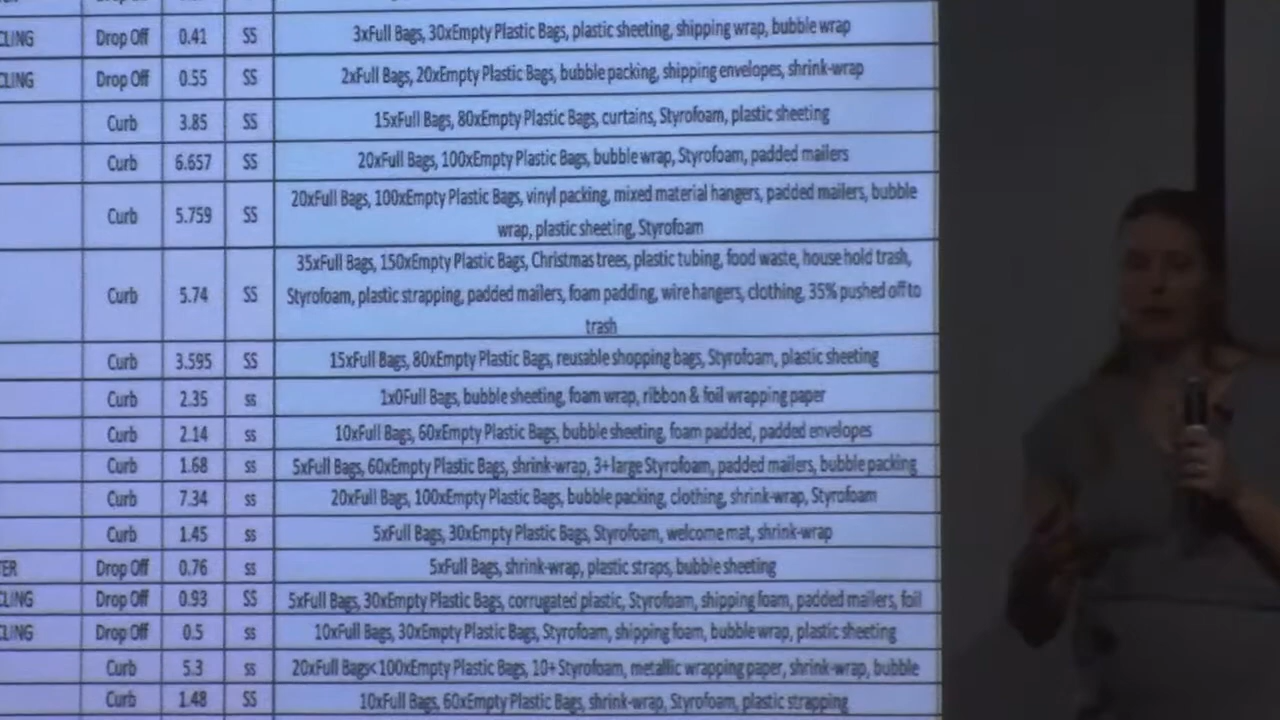 CLING Drop Off 0.41 SS 3xFull Bags, 30xEmpty Plastic Bags, plastic sheeting, shipping wrap, bubble wrap
CLING Drop Off 0.55 SS 2xFull Bags, 20xEmpty Plastic Bags, bubble packing, shipping envelopes, shrink-wrap
Curb 3.85 SS 15xFull Bags, 80xEmpty Plastic Bags, curtains, Styrofoam, plastic sheeting
Curb 6.657 SS 20xFull Bags, 100xEmpty Plastic Bags, bubble wrap, Styrofoam, padded mailers
Curb 5.759 SS 20xFull Bags, 100xEmpty Plastic Bags, vinyl packing, mixed material hangers, padded mailers, bubble
wrap, plastic sheeting, Styrofoam
35xFull Bags, 150xEmpty Plastic Bags, Christmas trees, plastic tubing, food waste, house hold trash,
Curb 5.74 SS Styrofoam, plastic strapping, padded mailers, foam padding, wire hangers, clothing, 35% pushed off to
trash
Curb 3.595 SS 15xFull Bags, 80xEmpty Plastic Bags, reusable shopping bags, Styrofoam, plastic sheeting
Curb 2.35 ss 1x0Full Bags, bubble sheeting, foam wrap, ribbon & foil wrapping paper
Curb 2.14 ss 10xFull Bags, 60xEmpty Plastic Bags, bubble sheeting, foam padded, padded envelopes
Curb 1.68 ss 5xFull Bags, 60xEmpty Plastic Bags, shrink-wrap, 3+large Styrofoam, padded mailers, bubble packing
Curb 7.34 ss 20xFull Bags, 100xEmpty Plastic Bags, bubble packing, clothing, shrink-wrap, Styrofoam
Curb 1.45 ss 5xFull Bags, 30xEmpty Plastic Bags, Styrofoam, welcome mat, shrink-wrap
TER Drop Off 0.76 ss 5xFull Bags, shrink-wrap, plastic straps, bubble sheeting
CLING Drop Off 0.93 SS 5xFull Bags, 30xEmpty Plastic Bags, corrugated plastic, Styrofoam, shipping foam, padded mailers, foil
CLING Drop Off 0.5 ss 10xFull Bags, 30xEmpty Plastic Bags, Styrofoam, shipping foam, bubble wrap, plastic sheeting
Curb 5.3 ss 20xFull Bags< 100xEmpty Plastic Bags, 10+ Styrofoam, metallic wrapping paper, shrink-wrap, bubble
Curb 1.48 SS 10xFull Bags, 60xEmpty Plastic Bags, shrink-wrap, Styrofoam, plastic strapping